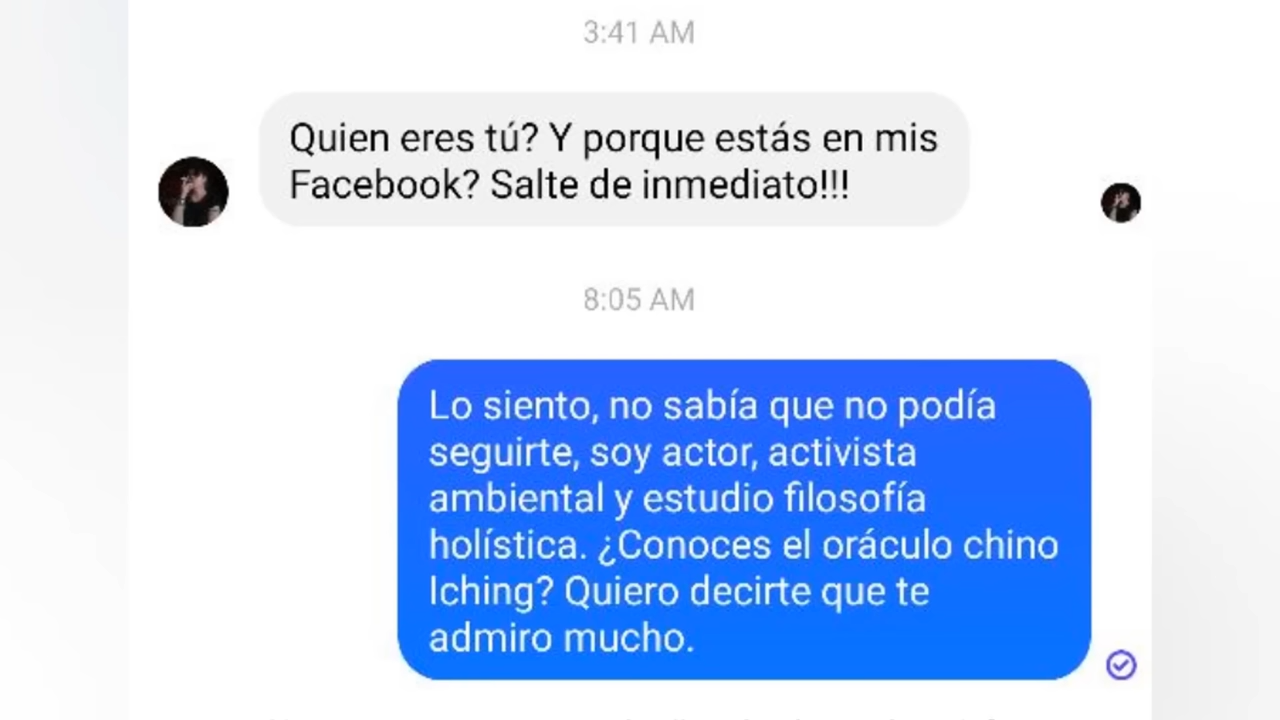 3:41 AM
Quien eres tú? Y porque estás en mis
Facebook? Salte de inmediato!!!
8:05 AM
Lo siento, no sabía que no podía
seguirte, soy actor, activista
ambiental y estudio filosofía
holística. ¿Conoces el oráculo chino
Iching? Quiero decirte que te
admiro mucho.